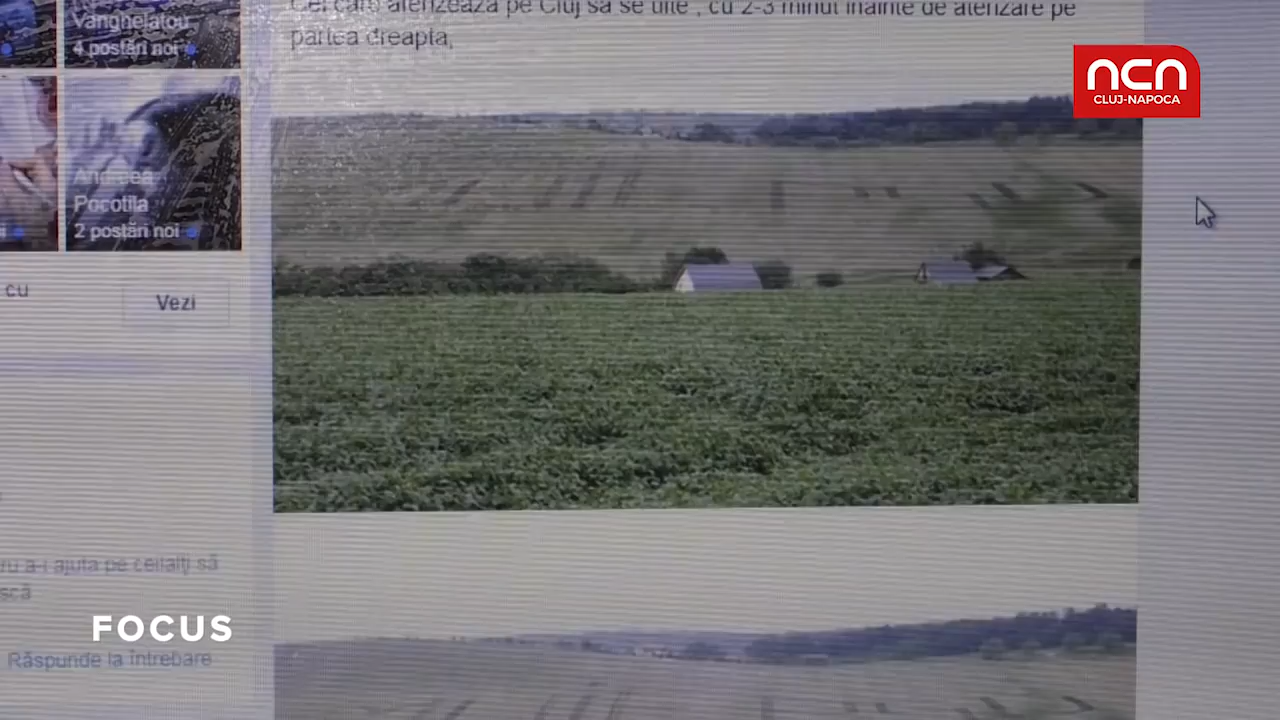 Vanghelatou
4 postări noi
Andreea
Pocotila
2 postări noi
cu
Vezi
Cei care aterizează pe Cluj să se uite , cu 2-3 minut înainte de aterizare pe
partea dreapta,
ncn
CLUJ-NAPOCA
ru a-i ajuta pe ceilalți să
scă
FOCUS
Răspunde la întrebare